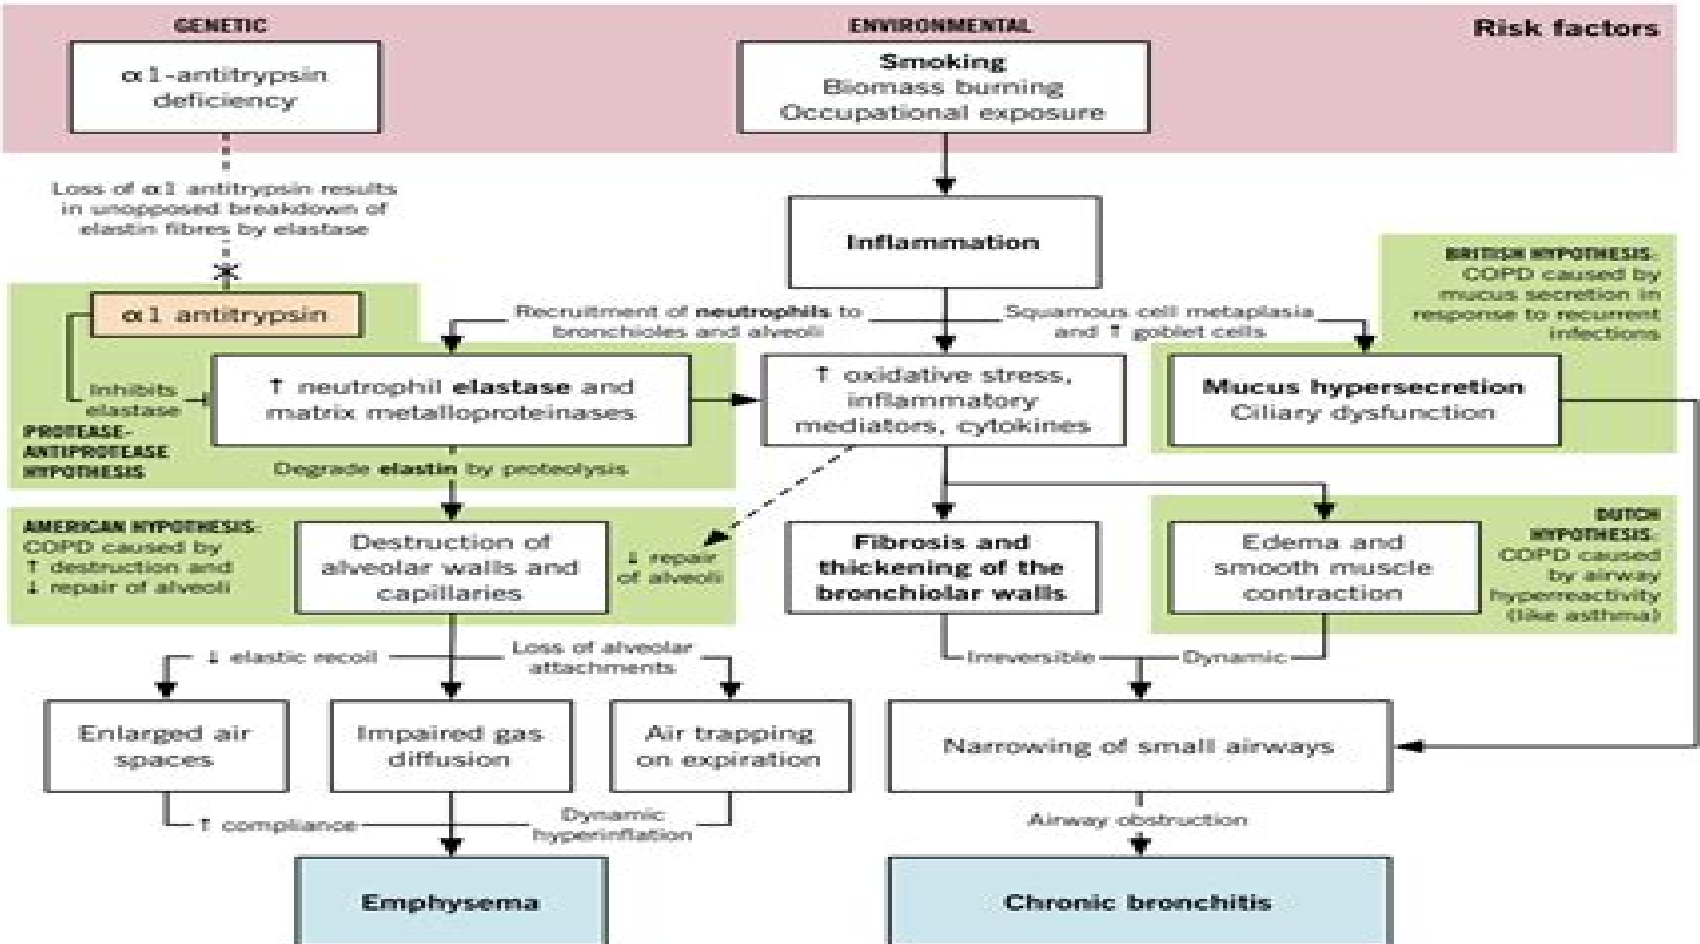 GENETIC
ENVIRONMENTAL
Risk factors
α1-antitrypsin
deficiency
Smoking
Biomass burning
Occupational exposure
Loss of α1 antitrypsin results
in unopposed breakdown of
elastin fibres by elastase
Inflammation
BRITISH HYPOTHESIS:
COPD caused by
mucus secretion in
response to recurrent
infections
α1 antitrypsin
Recruitment of neutrophils to
bronchioles and alveoli
Squamous cell metaplasia
and ↑ goblet cells
Inhibits
elastase
↑ neutrophil elastase and
matrix metalloproteinases
↑ oxidative stress,
inflammatory
mediators, cytokines
Mucus hypersecretion
Ciliary dysfunction
PROTEASE-
ANTIPROTEASE
HYPOTHESIS
Degrade elastin by proteolysis
AMERICAN HYPOTHESIS:
COPD caused by
↑ destruction and
↓ repair of alveoli
Destruction of
alveolar walls and
capillaries
↓ repair
of alveoli
Fibrosis and
thickening of the
bronchiolar walls
Edema and
smooth muscle
contraction
DUTCH
HYPOTHESIS:
COPD caused
by airway
hyperreactivity
(like asthma)
↓ elastic recoil
Loss of alveolar
attachments
Irreversible
Dynamic
Enlarged air
spaces
Impaired gas
diffusion
Air trapping
on expiration
Narrowing of small airways
↑ compliance
Dynamic
hyperinflation
Airway obstruction
Emphysema
Chronic bronchitis